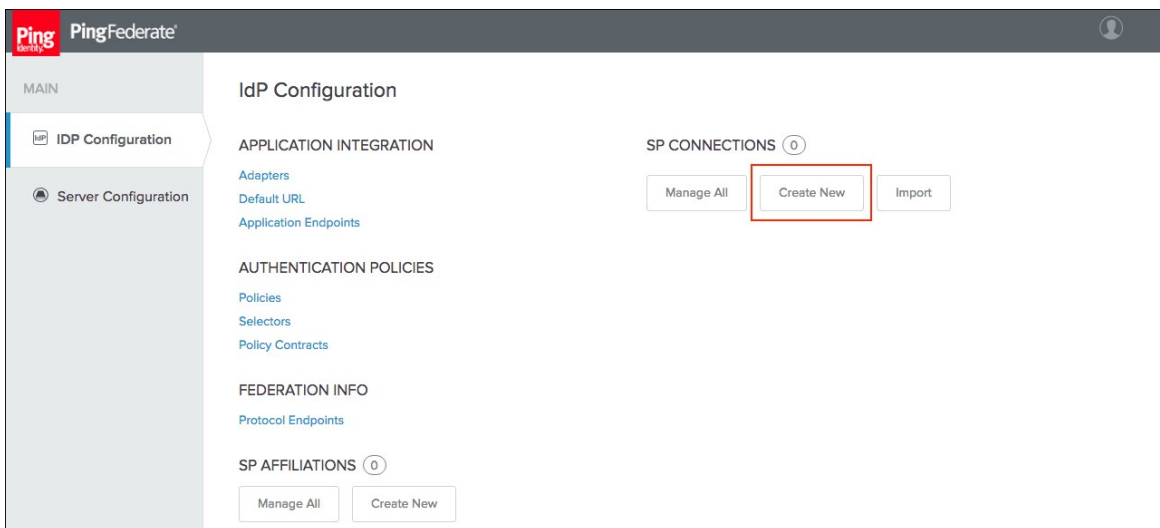 Ping
Identity
PingFederate®
MAIN
IdP
IDP Configuration
Server Configuration
IdP Configuration
APPLICATION INTEGRATION
Adapters
Default URL
Application Endpoints
AUTHENTICATION POLICIES
Policies
Selectors
Policy Contracts
FEDERATION INFO
Protocol Endpoints
SP AFFILIATIONS 0
Manage All Create New
SP CONNECTIONS 0
Manage All Create New Import